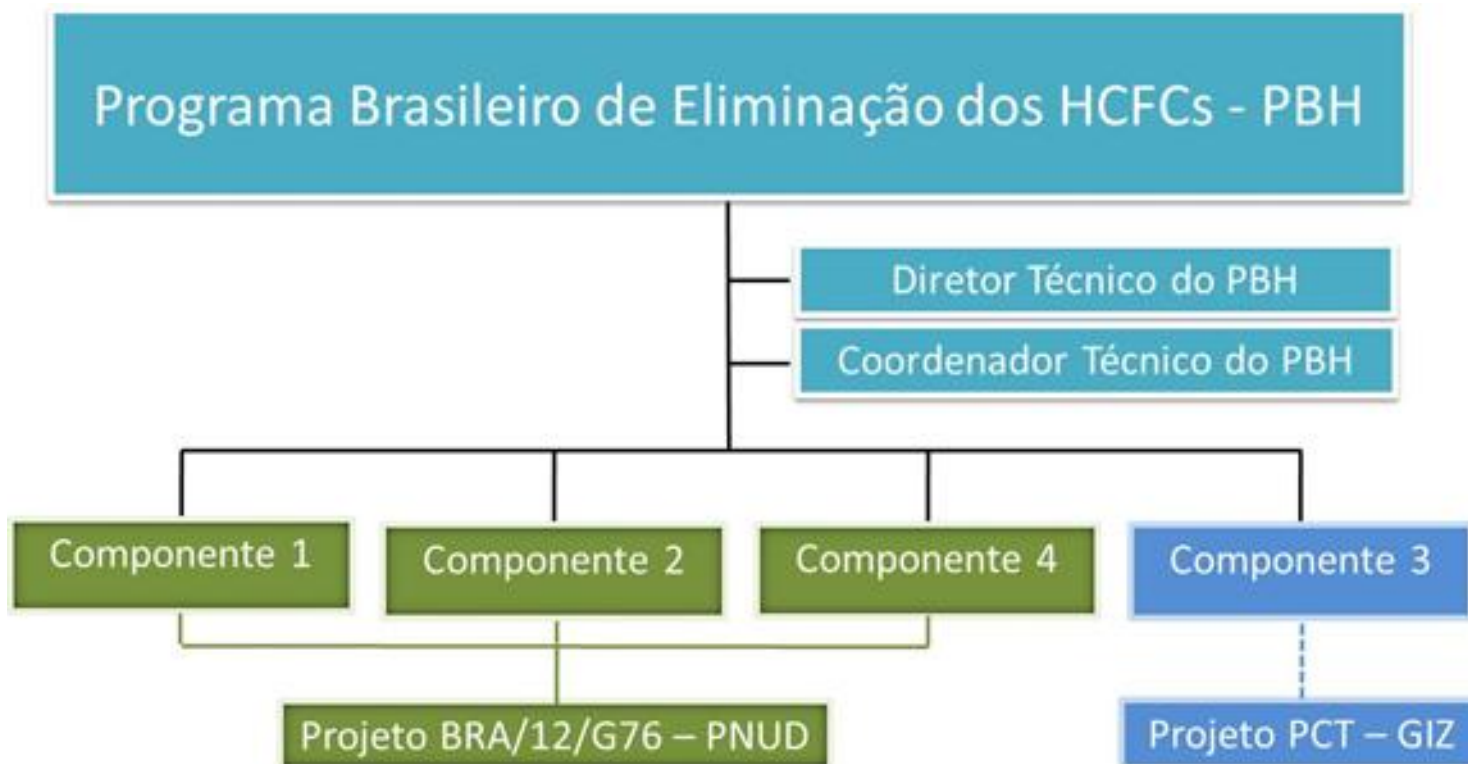 Programa Brasileiro de Eliminação dos HCFCs - PBH
Diretor Técnico do PBH
Coordenador Técnico do PBH
Componente 1
Componente 2
Componente 4
Componente 3
Projeto BRA/12/G76 – PNUD
Projeto PCT – GIZ